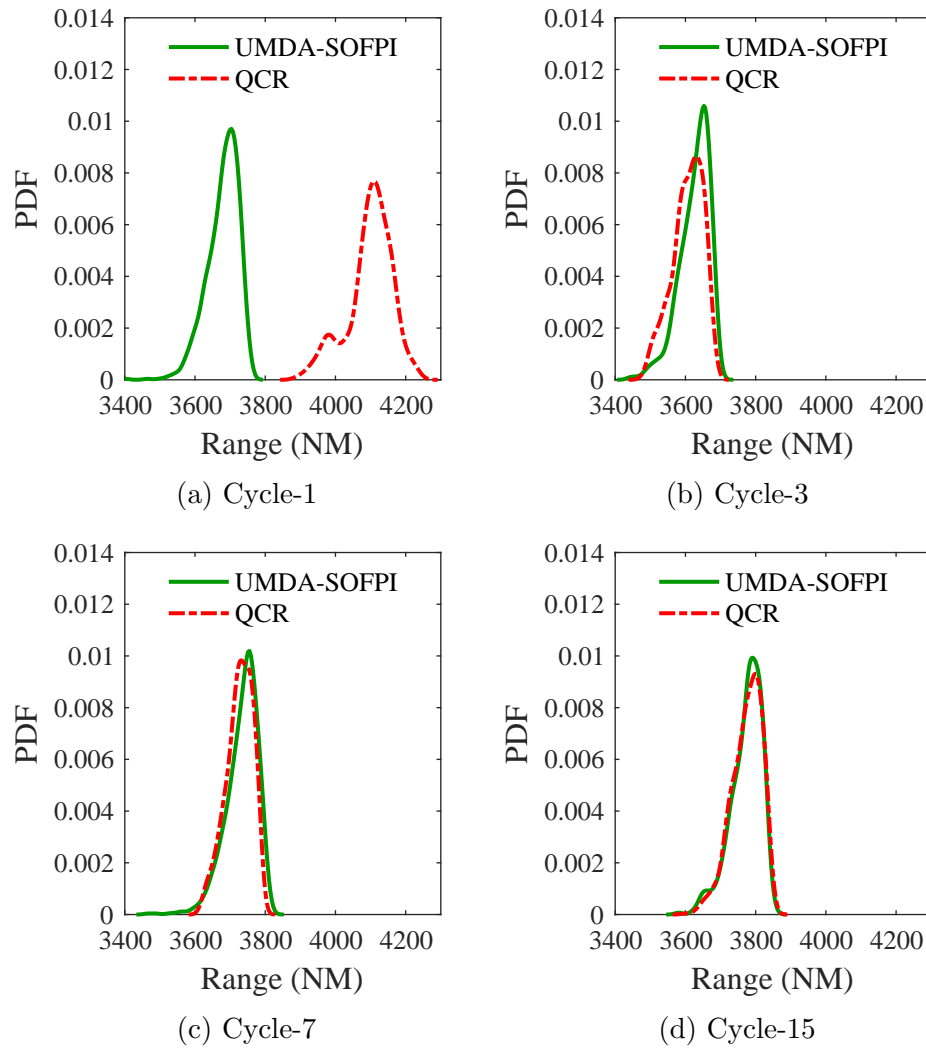 0.014
0.012
0.01
0.008
0.006
0.004
0.002
0
PDF
UMDA-SOFPI
QCR
3400 3600 3800 4000 4200
Range (NM)
(a) Cycle-1
0.014
0.012
0.01
0.008
0.006
0.004
0.002
0
PDF
UMDA-SOFPI
QCR
3400 3600 3800 4000 4200
Range (NM)
(b) Cycle-3
0.014
0.012
0.01
0.008
0.006
0.004
0.002
0
PDF
UMDA-SOFPI
QCR
3400 3600 3800 4000 4200
Range (NM)
(c) Cycle-7
0.014
0.012
0.01
0.008
0.006
0.004
0.002
0
PDF
UMDA-SOFPI
QCR
3400 3600 3800 4000 4200
Range (NM)
(d) Cycle-15